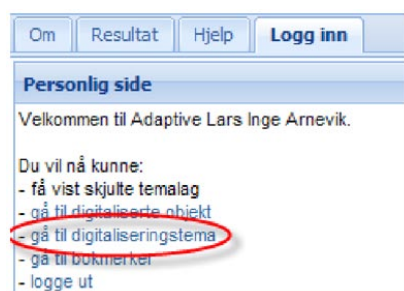 Om Resultat Hjelp Logg inn
Personlig side
Velkommen til Adaptive Lars Inge Arnevik.
Du vil nå kunne:
- få vist skjulte temalag
- gå til digitaliserte objekt
- gå til digitaliseringstema
- gå til bokmerker
- logge ut